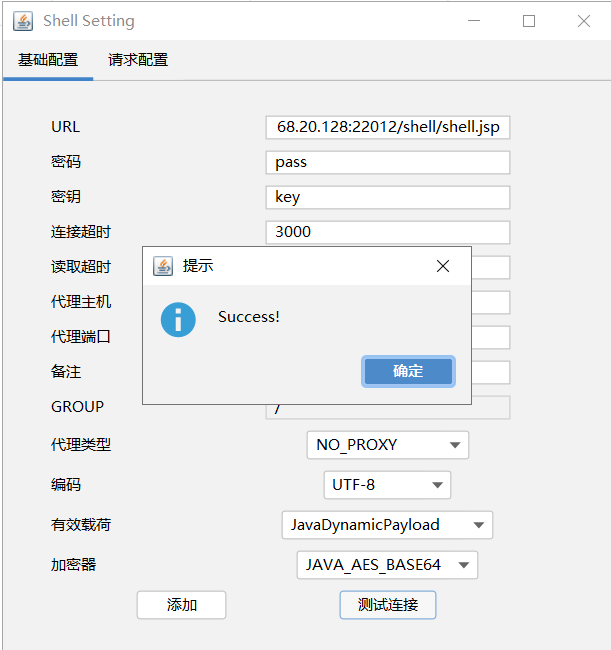 Shell Setting
基础配置 请求配置
URL 68.20.128:22012/shell/shell.jsp
密码 pass
密钥 key
连接超时 3000
读取超时
提示
代理主机
Success!
代理端口
备注
确定
GROUP /
代理类型 NO_PROXY
编码 UTF-8
有效载荷 JavaDynamicPayload
加密器 JAVA_AES_BASE64
添加 测试连接